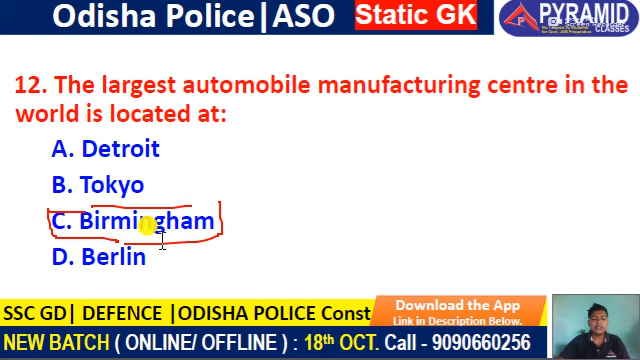 Odisha Police|ASO
Static GK
PYRAMID
CLASSES
12. The largest automobile manufacturing centre in the
world is located at:
A. Detroit
B. Tokyo
C. Birmingham
D. Berlin
SSC GD| DEFENCE |ODISHA POLICE Const
Download the App
Link in Description Below.
NEW BATCH ( ONLINE/ OFFLINE ) : 18th OCT. Call - 9090660256